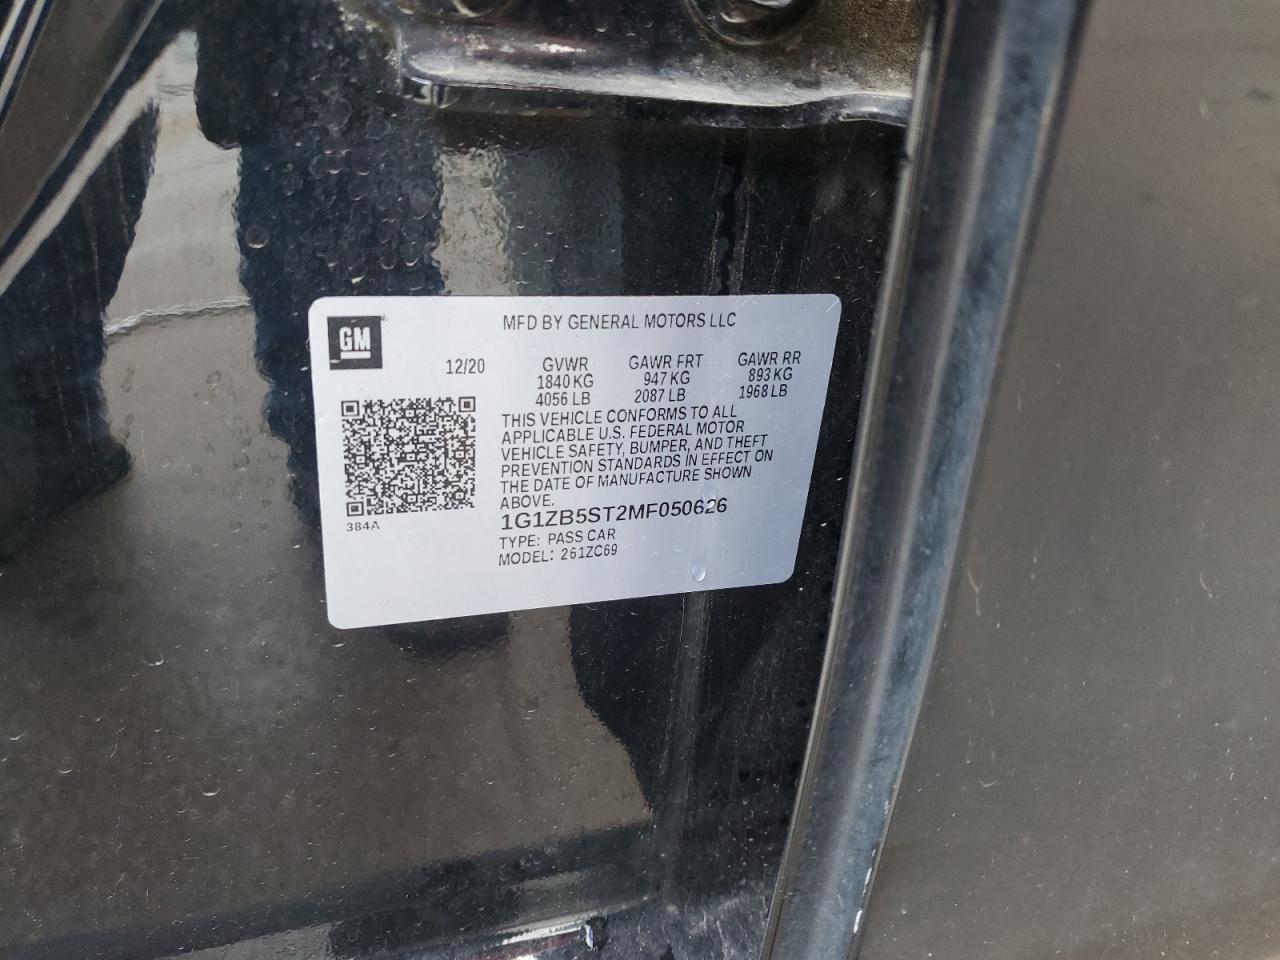 GM
MFD BY GENERAL MOTORS LLC
12/20
GVWR
1840 KG
4056 LB
GAWR FRT
947 KG
2087 LB
GAWR RR
893 KG
1968 LB
THIS VEHICLE CONFORMS TO ALL
APPLICABLE U.S. FEDERAL MOTOR
VEHICLE SAFETY, BUMPER, AND THEFT
PREVENTION STANDARDS IN EFFECT ON
THE DATE OF MANUFACTURE SHOWN
ABOVE.
1G1ZB5ST2MF050626
TYPE: PASS CAR
MODEL: 261ZC69
384A